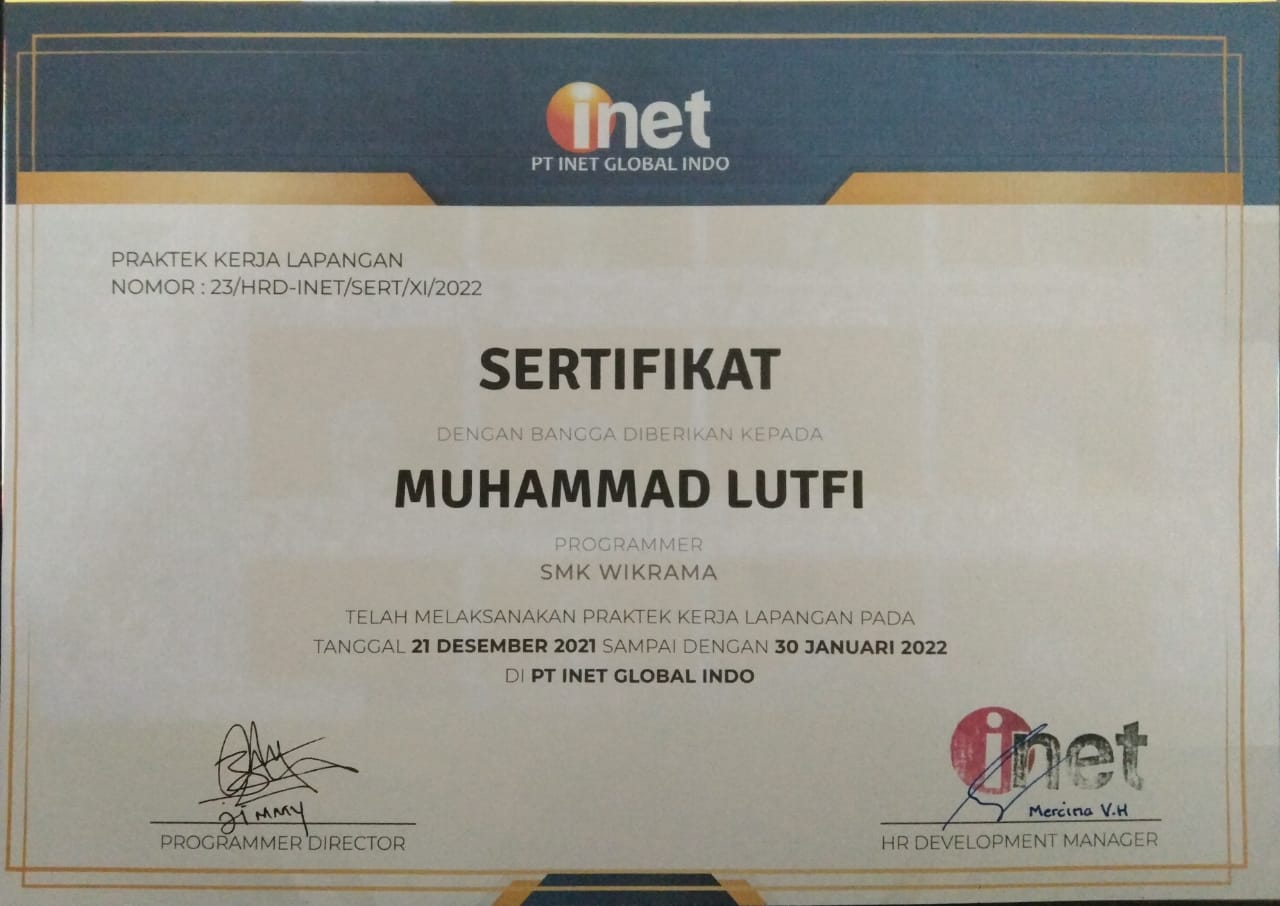 inet
PT INET GLOBAL INDO
PRAKTEK KERJA LAPANGAN
NOMOR : 23/HRD-INET/SERT/XI/2022
SERTIFIKAT
DENGAN BANGGA DIBERIKAN KEPADA
MUHAMMAD LUTFI
PROGRAMMER
SMK WIKRAMA
TELAH MELAKSANAKAN PRAKTEK KERJA LAPANGAN PADA
TANGGAL 21 DESEMBER 2021 SAMPAI DENGAN 30 JANUARI 2022
DI PT INET GLOBAL INDO
inet
JIMMY
Mercina V.H
PROGRAMMER DIRECTOR
HR DEVELOPMENT MANAGER